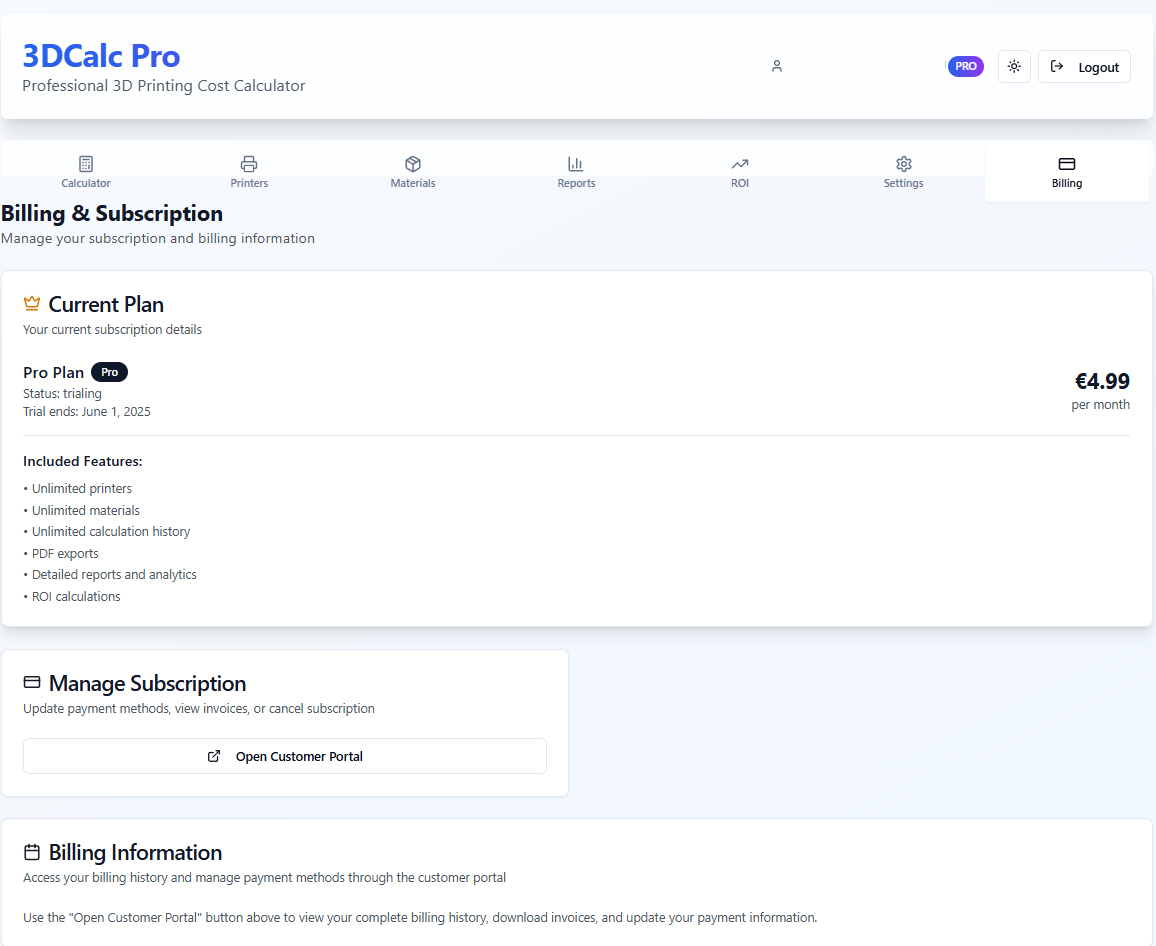 3DCalc Pro
Professional 3D Printing Cost Calculator
PRO
Logout
Calculator
Printers
Materials
Reports
ROI
Settings
Billing
Billing & Subscription
Manage your subscription and billing information
Current Plan
Your current subscription details
Pro Plan Pro
Status: trialing
Trial ends: June 1, 2025
€4.99
per month
Included Features:
• Unlimited printers
• Unlimited materials
• Unlimited calculation history
• PDF exports
• Detailed reports and analytics
• ROI calculations
Manage Subscription
Update payment methods, view invoices, or cancel subscription
Open Customer Portal
Billing Information
Access your billing history and manage payment methods through the customer portal
Use the "Open Customer Portal" button above to view your complete billing history, download invoices, and update your payment information.